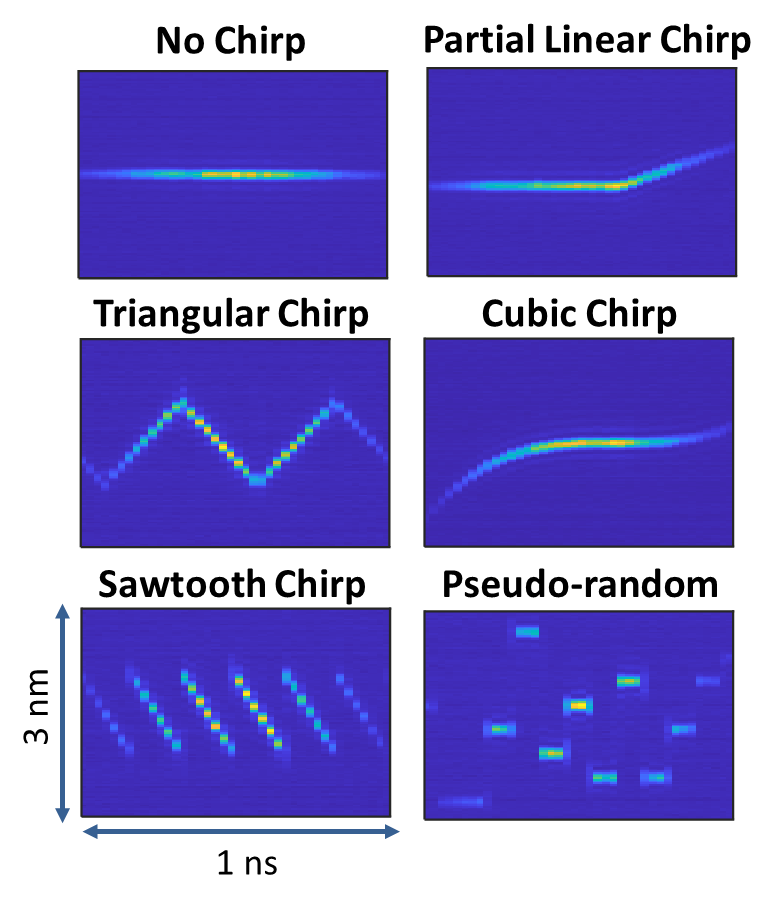 No Chirp
Partial Linear Chirp
Triangular Chirp
Cubic Chirp
Sawtooth Chirp
Pseudo-random
3 nm
1 ns